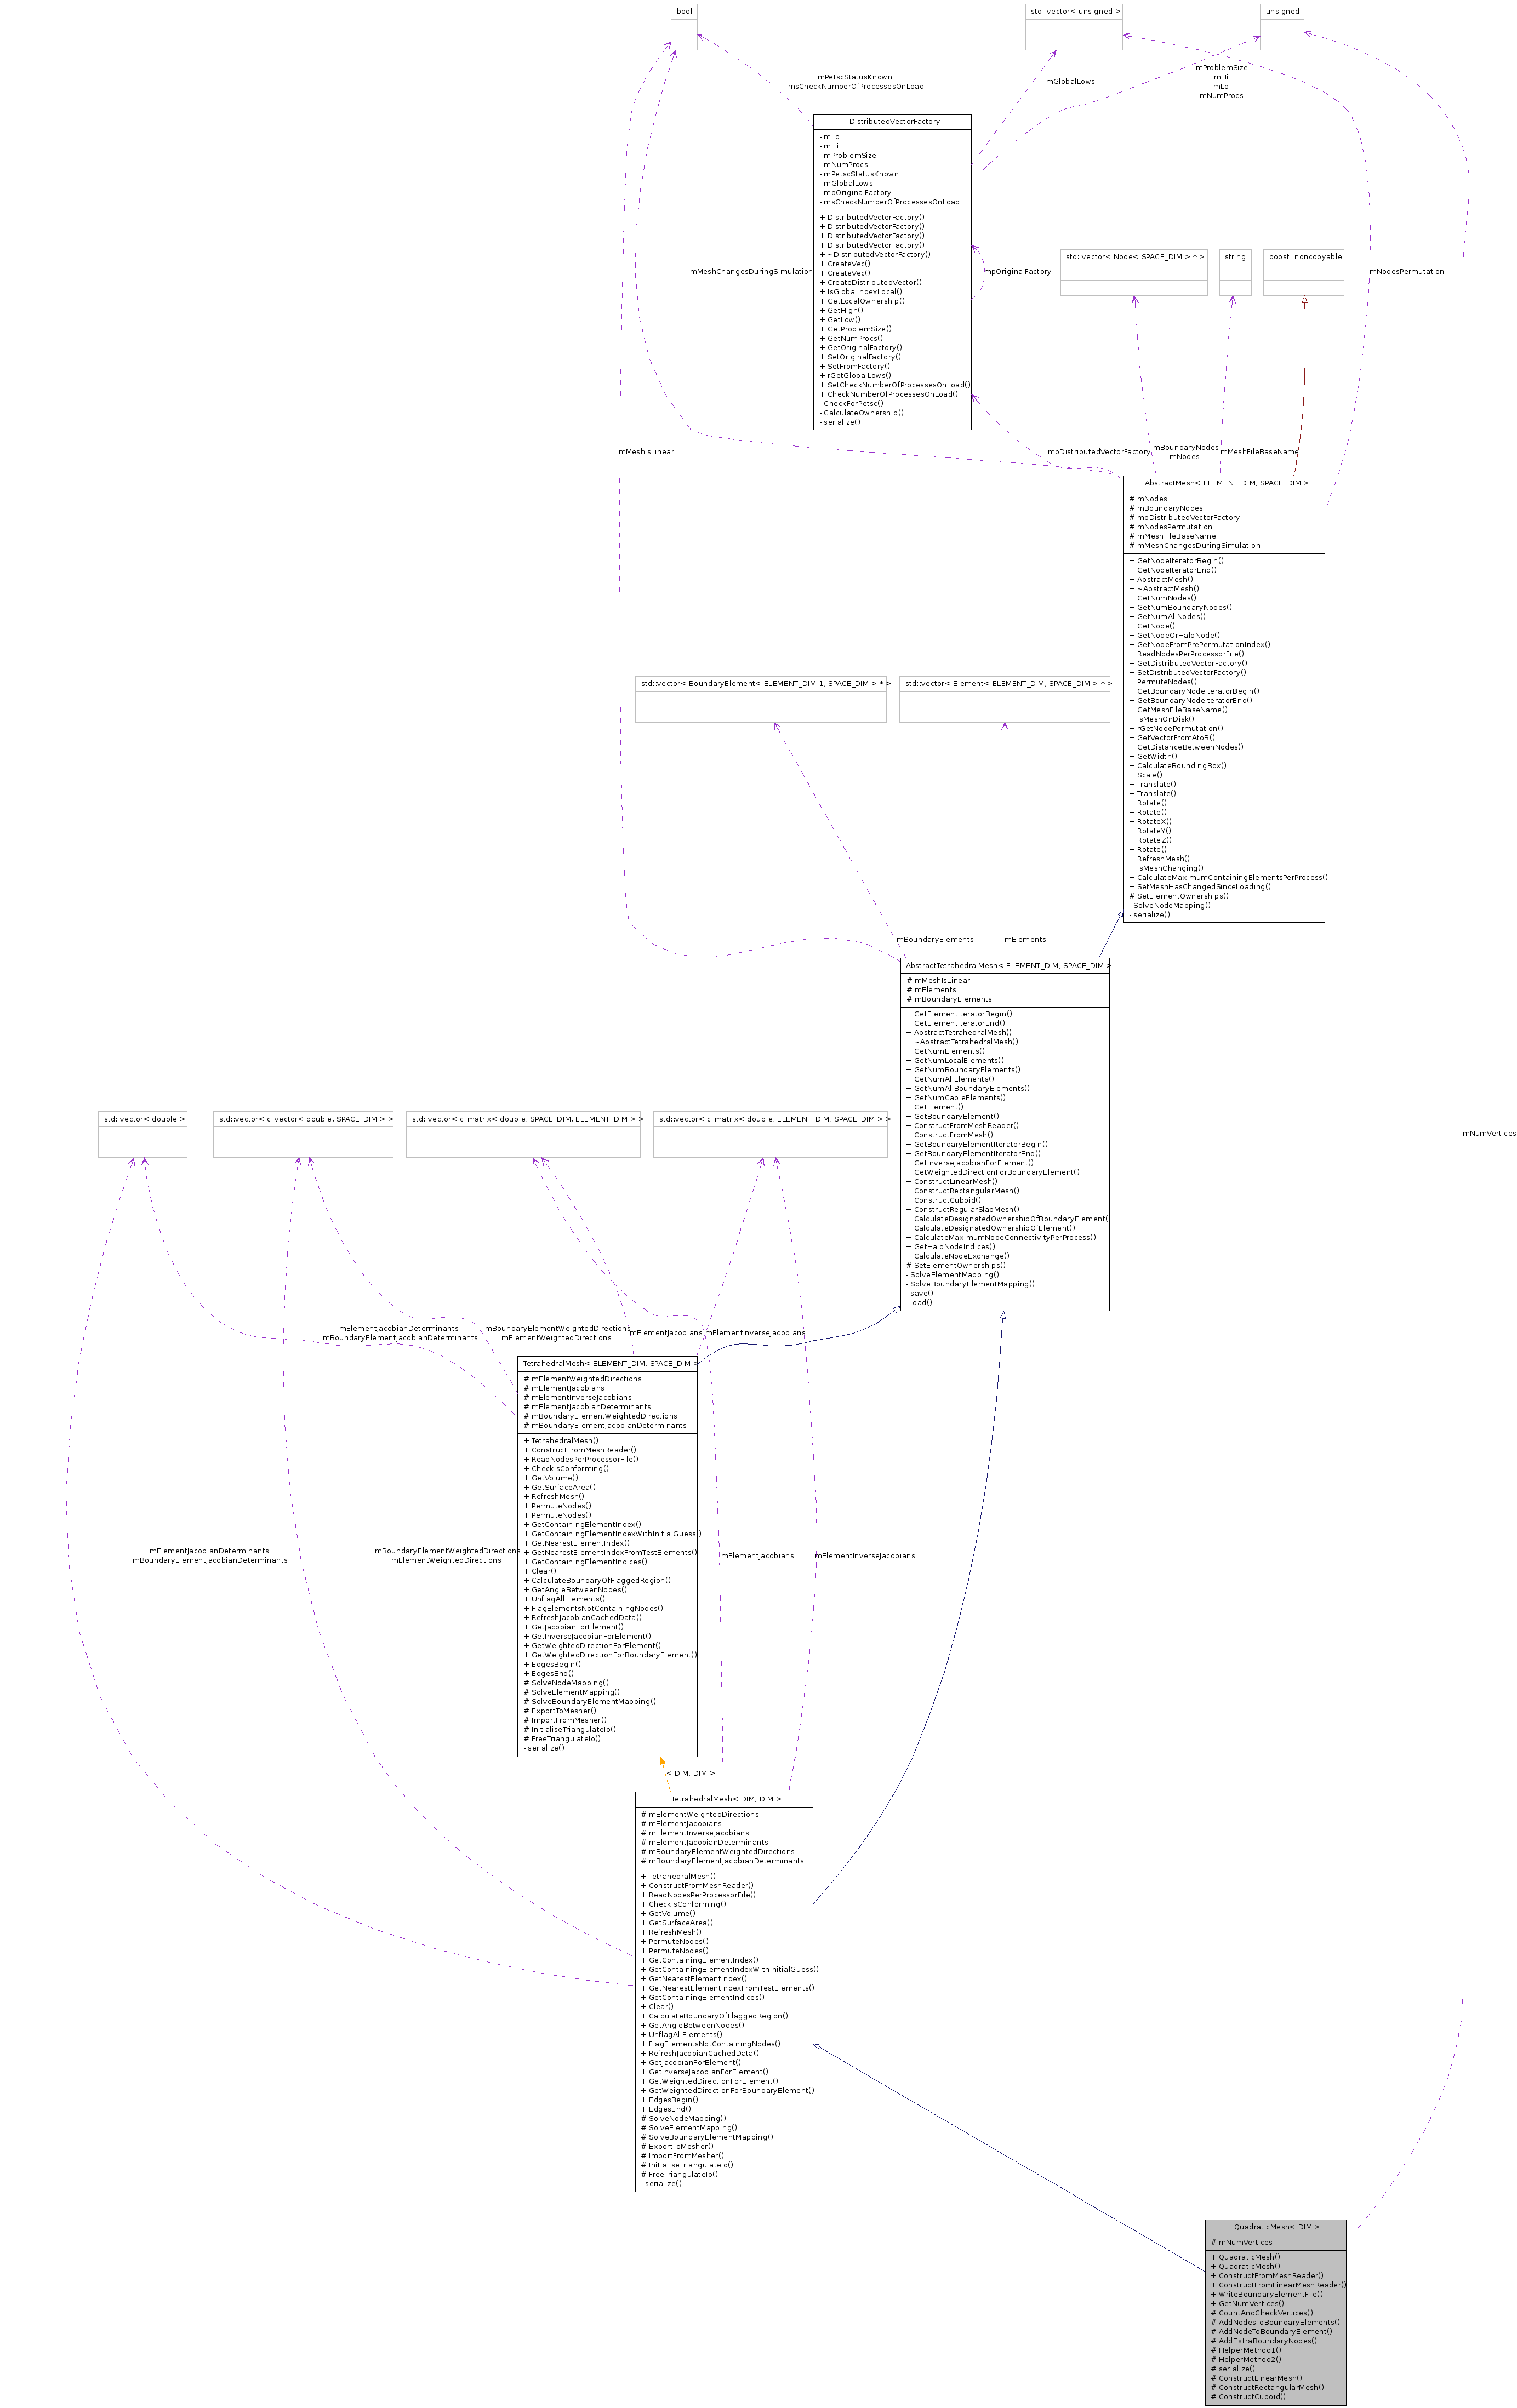 bool
std::vector< unsigned >
unsigned
mPetscStatusKnown
msCheckNumberOfProcessesOnLoad
mGlobalLows
mProblemSize
mHi
mLo
mNumProcs
DistributedVectorFactory
- mLo
- mHi
- mProblemSize
- mNumProcs
- mPetscStatusKnown
- mGlobalLows
- mpOriginalFactory
- msCheckNumberOfProcessesOnLoad
+ DistributedVectorFactory()
+ DistributedVectorFactory()
+ DistributedVectorFactory()
+ DistributedVectorFactory()
+ ~DistributedVectorFactory()
+ CreateVec()
+ CreateVec()
+ CreateDistributedVector()
+ IsGlobalIndexLocal()
+ GetLocalOwnership()
+ GetHigh()
+ GetLow()
+ GetProblemSize()
+ GetNumProcs()
+ GetOriginalFactory()
+ SetOriginalFactory()
+ SetFromFactory()
+ rGetGlobalLows()
+ SetCheckNumberOfProcessesOnLoad()
+ CheckNumberOfProcessesOnLoad()
- CheckForPetsc()
- CalculateOwnership()
- serialize()
std::vector< Node< SPACE_DIM > * >
string
boost::noncopyable
mMeshChangesDuringSimulation
mpOriginalFactory
mNodesPermutation
mMeshIsLinear
mpDistributedVectorFactory
mBoundaryNodes
mNodes
mMeshFileBaseName
AbstractMesh< ELEMENT_DIM, SPACE_DIM >
# mNodes
# mBoundaryNodes
# mpDistributedVectorFactory
# mNodesPermutation
# mMeshFileBaseName
# mMeshChangesDuringSimulation
+ GetNodeIteratorBegin()
+ GetNodeIteratorEnd()
+ AbstractMesh()
+ ~AbstractMesh()
+ GetNumNodes()
+ GetNumBoundaryNodes()
+ GetNumAllNodes()
+ GetNode()
+ GetNodeOrHaloNode()
+ GetNodeFromPrePermutationIndex()
+ ReadNodesPerProcessorFile()
+ GetDistributedVectorFactory()
+ SetDistributedVectorFactory()
+ PermuteNodes()
+ GetBoundaryNodeIteratorBegin()
+ GetBoundaryNodeIteratorEnd()
+ GetMeshFileBaseName()
+ IsMeshOnDisk()
+ rGetNodePermutation()
+ GetVectorFromAtoB()
+ GetDistanceBetweenNodes()
+ GetWidth()
+ CalculateBoundingBox()
+ Scale()
+ Translate()
+ Translate()
+ Rotate()
+ Rotate()
+ RotateX()
+ RotateY()
+ RotateZ()
+ Rotate()
+ RefreshMesh()
+ IsMeshChanging()
+ CalculateMaximumContainingElementsPerProcess()
+ SetMeshHasChangedSinceLoading()
# SetElementOwnerships()
- SolveNodeMapping()
- serialize()
std::vector< BoundaryElement< ELEMENT_DIM-1, SPACE_DIM > * >
std::vector< Element< ELEMENT_DIM, SPACE_DIM > * >
mBoundaryElements
mElements
AbstractTetrahedralMesh< ELEMENT_DIM, SPACE_DIM >
# mMeshIsLinear
# mElements
# mBoundaryElements
+ GetElementIteratorBegin()
+ GetElementIteratorEnd()
+ AbstractTetrahedralMesh()
+ ~AbstractTetrahedralMesh()
+ GetNumElements()
+ GetNumLocalElements()
+ GetNumBoundaryElements()
+ GetNumAllElements()
+ GetNumAllBoundaryElements()
+ GetNumCableElements()
+ GetElement()
+ GetBoundaryElement()
+ ConstructFromMeshReader()
+ ConstructFromMesh()
+ GetBoundaryElementIteratorBegin()
+ GetBoundaryElementIteratorEnd()
+ GetInverseJacobianForElement()
+ GetWeightedDirectionForBoundaryElement()
+ ConstructLinearMesh()
+ ConstructRectangularMesh()
+ ConstructCuboid()
+ ConstructRegularSlabMesh()
+ CalculateDesignatedOwnershipOfBoundaryElement()
+ CalculateDesignatedOwnershipOfElement()
+ CalculateMaximumNodeConnectivityPerProcess()
+ GetHaloNodeIndices()
+ CalculateNodeExchange()
# SetElementOwnerships()
- SolveElementMapping()
- SolveBoundaryElementMapping()
- save()
- load()
mNumVertices
std::vector< double >
std::vector< c_vector< double, SPACE_DIM > >
std::vector< c_matrix< double, SPACE_DIM, ELEMENT_DIM > >
std::vector< c_matrix< double, ELEMENT_DIM, SPACE_DIM > >
mElementJacobianDeterminants
mBoundaryElementJacobianDeterminants
mBoundaryElementWeightedDirections
mElementWeightedDirections
mElementJacobians
mElementInverseJacobians
TetrahedralMesh< ELEMENT_DIM, SPACE_DIM >
# mElementWeightedDirections
# mElementJacobians
# mElementInverseJacobians
# mElementJacobianDeterminants
# mBoundaryElementWeightedDirections
# mBoundaryElementJacobianDeterminants
+ TetrahedralMesh()
+ ConstructFromMeshReader()
+ ReadNodesPerProcessorFile()
+ CheckIsConforming()
+ GetVolume()
+ GetSurfaceArea()
+ RefreshMesh()
+ PermuteNodes()
+ PermuteNodes()
+ GetContainingElementIndex()
+ GetContainingElementIndexWithInitialGuess()
+ GetNearestElementIndex()
+ GetNearestElementIndexFromTestElements()
+ GetContainingElementIndices()
+ Clear()
+ CalculateBoundaryOfFlaggedRegion()
+ GetAngleBetweenNodes()
+ UnflagAllElements()
+ FlagElementsNotContainingNodes()
+ RefreshJacobianCachedData()
+ GetJacobianForElement()
+ GetInverseJacobianForElement()
+ GetWeightedDirectionForElement()
+ GetWeightedDirectionForBoundaryElement()
+ EdgesBegin()
+ EdgesEnd()
# SolveNodeMapping()
# SolveElementMapping()
# SolveBoundaryElementMapping()
# ExportToMesher()
# ImportFromMesher()
# InitialiseTriangulateIo()
# FreeTriangulateIo()
- serialize()
mElementJacobianDeterminants
mBoundaryElementJacobianDeterminants
mBoundaryElementWeightedDirections
mElementWeightedDirections
mElementJacobians
mElementInverseJacobians
< DIM, DIM >
TetrahedralMesh< DIM, DIM >
# mElementWeightedDirections
# mElementJacobians
# mElementInverseJacobians
# mElementJacobianDeterminants
# mBoundaryElementWeightedDirections
# mBoundaryElementJacobianDeterminants
+ TetrahedralMesh()
+ ConstructFromMeshReader()
+ ReadNodesPerProcessorFile()
+ CheckIsConforming()
+ GetVolume()
+ GetSurfaceArea()
+ RefreshMesh()
+ PermuteNodes()
+ PermuteNodes()
+ GetContainingElementIndex()
+ GetContainingElementIndexWithInitialGuess()
+ GetNearestElementIndex()
+ GetNearestElementIndexFromTestElements()
+ GetContainingElementIndices()
+ Clear()
+ CalculateBoundaryOfFlaggedRegion()
+ GetAngleBetweenNodes()
+ UnflagAllElements()
+ FlagElementsNotContainingNodes()
+ RefreshJacobianCachedData()
+ GetJacobianForElement()
+ GetInverseJacobianForElement()
+ GetWeightedDirectionForElement()
+ GetWeightedDirectionForBoundaryElement()
+ EdgesBegin()
+ EdgesEnd()
# SolveNodeMapping()
# SolveElementMapping()
# SolveBoundaryElementMapping()
# ExportToMesher()
# ImportFromMesher()
# InitialiseTriangulateIo()
# FreeTriangulateIo()
- serialize()
QuadraticMesh< DIM >
# mNumVertices
+ QuadraticMesh()
+ QuadraticMesh()
+ ConstructFromMeshReader()
+ ConstructFromLinearMeshReader()
+ WriteBoundaryElementFile()
+ GetNumVertices()
# CountAndCheckVertices()
# AddNodesToBoundaryElements()
# AddNodeToBoundaryElement()
# AddExtraBoundaryNodes()
# HelperMethod1()
# HelperMethod2()
# serialize()
# ConstructLinearMesh()
# ConstructRectangularMesh()
# ConstructCuboid()